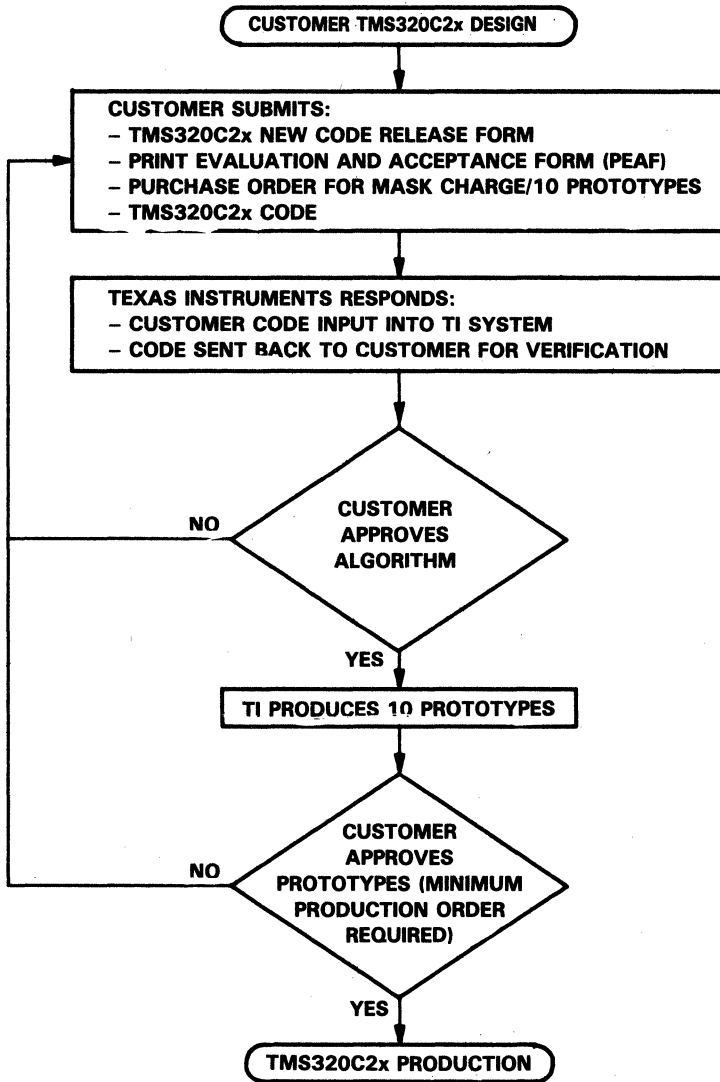 CUSTOMER TMS320C2x DESIGN
CUSTOMER SUBMITS:
– TMS320C2x NEW CODE RELEASE FORM
– PRINT EVALUATION AND ACCEPTANCE FORM (PEAF)
– PURCHASE ORDER FOR MASK CHARGE/10 PROTOTYPES
– TMS320C2x CODE
TEXAS INSTRUMENTS RESPONDS:
– CUSTOMER CODE INPUT INTO TI SYSTEM
– CODE SENT BACK TO CUSTOMER FOR VERIFICATION
NO
CUSTOMER
APPROVES
ALGORITHM
YES
TI PRODUCES 10 PROTOTYPES
NO
CUSTOMER
APPROVES
PROTOTYPES (MINIMUM
PRODUCTION ORDER
REQUIRED)
YES
TMS320C2x PRODUCTION